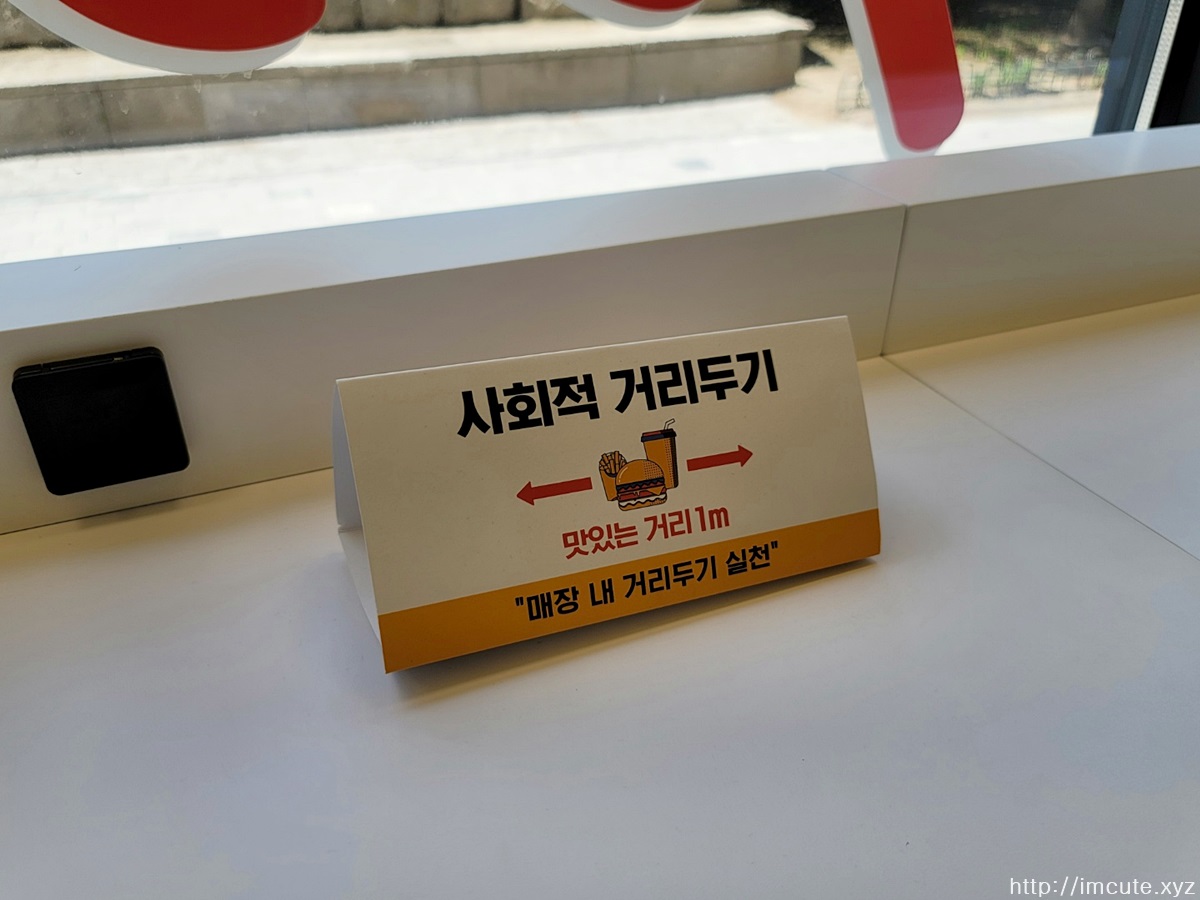 사회적 거리두기
맛있는 거리 1m
"매장 내 거리두기 실천"
http://imcute.xyz